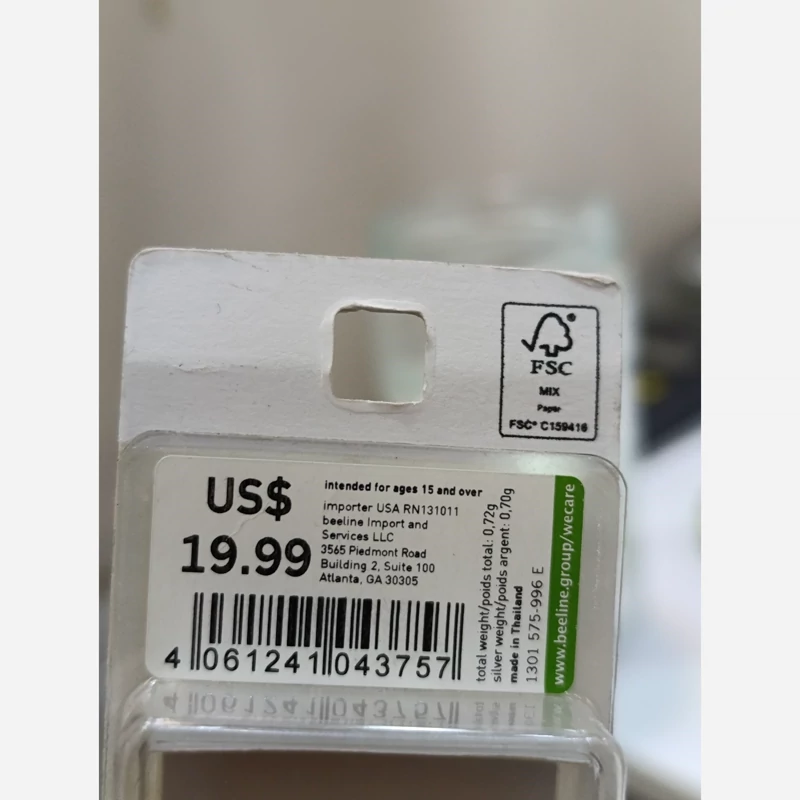 FSC
MIX
Paper
FSC® C159416
US$
19.99
intended for ages 15 and over
importer USA RN131011
beeline Import and
Services LLC
3565 Piedmont Road
Building 2, Suite 100
Atlanta, GA 30305
4 061241 043757
total weight/poids total: 0,72g
silver weight/poids argent: 0,70g
made in Thailand
1301 575-996 E
www.beeline.group/wecare